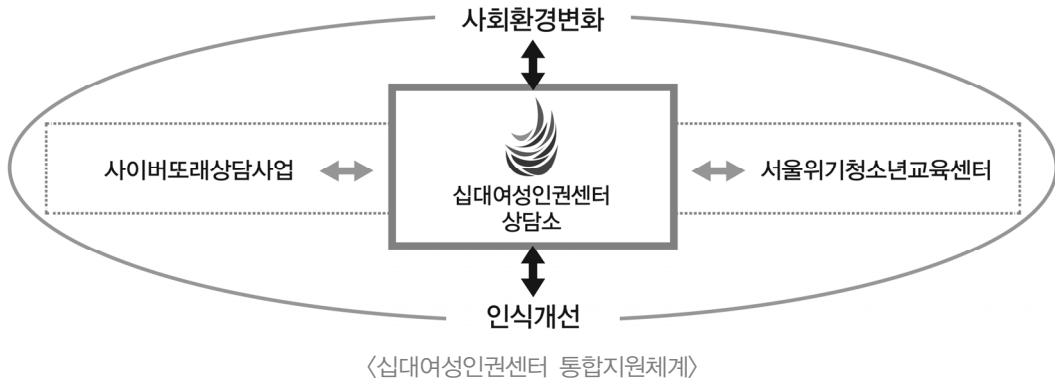 사회환경변화
사이버또래상담사업
십대여성인권센터
상담소
서울위기청소년교육센터
인식개선
〈십대여성인권센터 통합지원체계〉